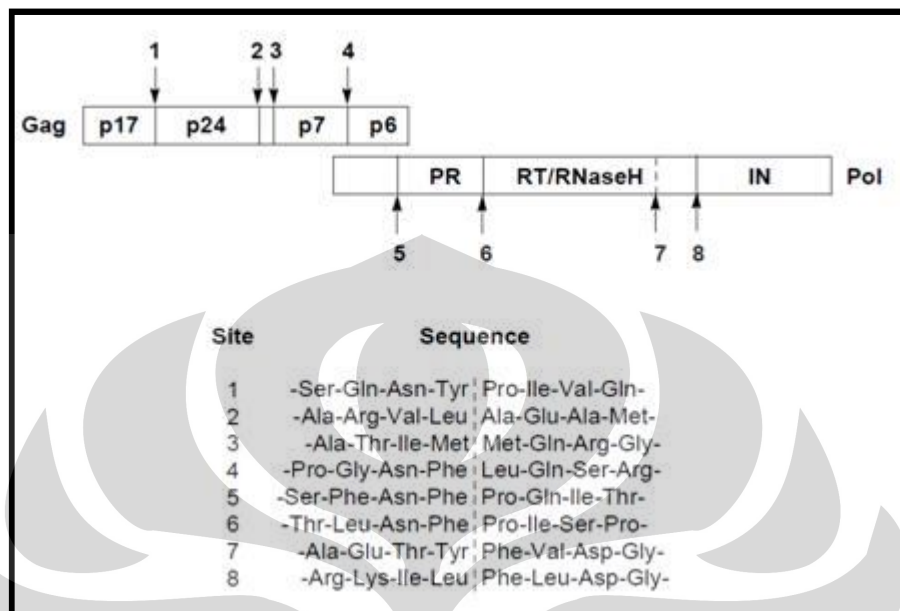 1 2 3 4
Gag p17 p24 p7 p6
PR RT/RNaseH IN Pol
5 6 7 8
Site Sequence
1 -Ser-Gln-Asn-Tyr Pro-Ile-Val-Gln-
2 -Ala-Arg-Val-Leu Ala-Glu-Ala-Met-
3 -Ala-Thr-Ile-Met Met-Gln-Arg-Gly-
4 -Pro-Gly-Asn-Phe Leu-Gln-Ser-Arg-
5 -Ser-Phe-Asn-Phe Pro-Gln-Ile-Thr-
6 -Thr-Leu-Asn-Phe Pro-Ile-Ser-Pro-
7 -Ala-Glu-Thr-Tyr Phe-Val-Asp-Gly-
8 -Arg-Lys-Ile-Leu Phe-Leu-Asp-Gly-